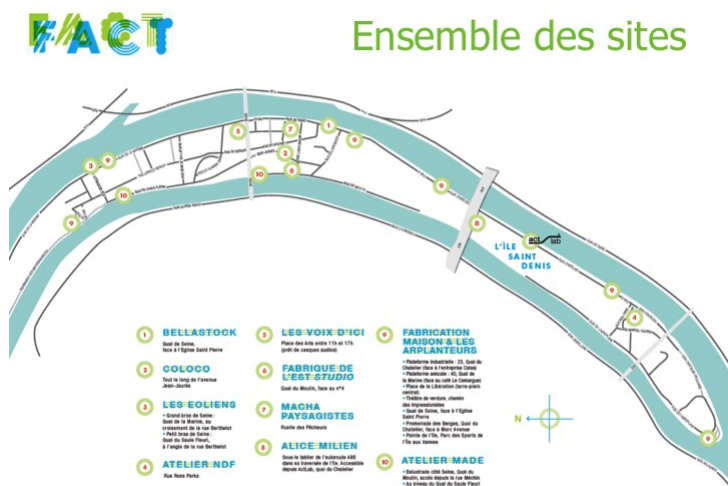 FACT
Ensemble des sites
L'ÎLE
SAINT
DENIS
act
lab
N
1 BELLASTOCK
Quai de Seine,
face à l'Eglise Saint Pierre
2 COLOCO
Tout le long de l'avenue
Jean-Jaurès
3 LES EOLIENS
• Grand bras de Seine :
Quai de la Marine, au
croisement de la rue Berthelot
• Petit bras de Seine :
Quai du Saule Fleuri,
à l'angle de la rue Berthelot
4 ATELIER NDF
Rue Rosa Parks
5 LES VOIX D'ICI
Place des Arts entre 11h et 17h
(prêt de casques audios)
6 FABRIQUE DE
L'EST STUDIO
Quai du Moulin, face au n°4
7 MACHA
PAYSAGISTES
Ruelle des Pêcheurs
8 ALICE MILIEN
Sous le tablier de l'autoroute A86
dans sa traversée de l'île. Accessible
depuis ActLab, quai du Chatelier
9 FABRICATION
MAISON & LES
ARPLANTEURS
• Plateforme industrielle : 25, Quai du
Chatelier (face à l'entreprise Colas)
• Plateforme amicale : 45, Quai de
la Marine (face au café Le Camargue)
• Place de la Libération (terre-plein
central)
• Théâtre de verdure, chemin
des Impressionnistes
• Quai de Seine, face à l'Eglise
Saint Pierre
• Promenade des Berges, Quai du
Chatelier, face à Marc Avenue
• Pointe de l'île, Parc des Sports de
l'Île aux Vannes
10 ATELIER MADE
• Balustrade côté Seine, Quai du
Moulin, accès depuis la rue Méchin
• Au niveau du Quai du Saule Fleuri